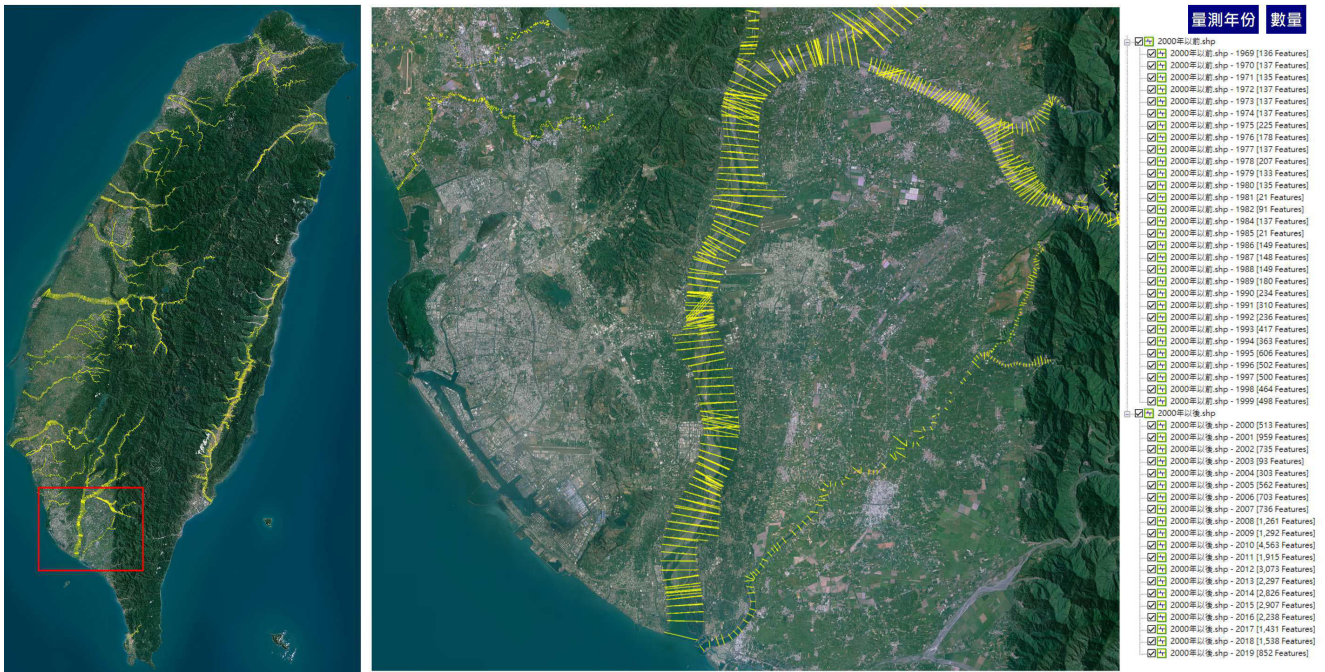 量測年份 數量
2000年以前.shp
2000年以前.shp - 1969 [136 Features]
2000年以前.shp - 1970 [137 Features]
2000年以前.shp - 1971 [135 Features]
2000年以前.shp - 1972 [137 Features]
2000年以前.shp - 1973 [137 Features]
2000年以前.shp - 1974 [137 Features]
2000年以前.shp - 1975 [225 Features]
2000年以前.shp - 1976 [178 Features]
2000年以前.shp - 1977 [137 Features]
2000年以前.shp - 1978 [207 Features]
2000年以前.shp - 1979 [133 Features]
2000年以前.shp - 1980 [135 Features]
2000年以前.shp - 1981 [21 Features]
2000年以前.shp - 1982 [91 Features]
2000年以前.shp - 1984 [137 Features]
2000年以前.shp - 1985 [21 Features]
2000年以前.shp - 1986 [149 Features]
2000年以前.shp - 1987 [148 Features]
2000年以前.shp - 1988 [149 Features]
2000年以前.shp - 1989 [180 Features]
2000年以前.shp - 1990 [234 Features]
2000年以前.shp - 1991 [310 Features]
2000年以前.shp - 1992 [236 Features]
2000年以前.shp - 1993 [417 Features]
2000年以前.shp - 1994 [363 Features]
2000年以前.shp - 1995 [606 Features]
2000年以前.shp - 1996 [502 Features]
2000年以前.shp - 1997 [500 Features]
2000年以前.shp - 1998 [464 Features]
2000年以前.shp - 1999 [498 Features]
2000年以後.shp
2000年以後.shp - 2000 [513 Features]
2000年以後.shp - 2001 [959 Features]
2000年以後.shp - 2002 [735 Features]
2000年以後.shp - 2003 [93 Features]
2000年以後.shp - 2004 [303 Features]
2000年以後.shp - 2005 [562 Features]
2000年以後.shp - 2006 [703 Features]
2000年以後.shp - 2007 [736 Features]
2000年以後.shp - 2008 [1,261 Features]
2000年以後.shp - 2009 [1,292 Features]
2000年以後.shp - 2010 [4,563 Features]
2000年以後.shp - 2011 [1,915 Features]
2000年以後.shp - 2012 [3,073 Features]
2000年以後.shp - 2013 [2,297 Features]
2000年以後.shp - 2014 [2,826 Features]
2000年以後.shp - 2015 [2,907 Features]
2000年以後.shp - 2016 [2,238 Features]
2000年以後.shp - 2017 [1,431 Features]
2000年以後.shp - 2018 [1,538 Features]
2000年以後.shp - 2019 [852 Features]